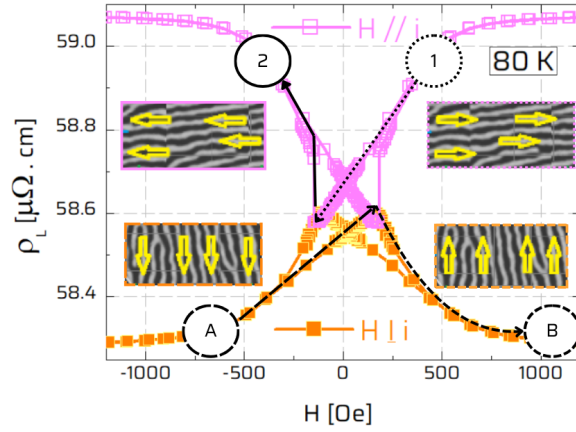 59.0
58.8
58.6
58.4
ρL [μΩ . cm]
H // i
2
1
80 K
A
H ⊥ i
B
-1000 -500 0 500 1000
H [Oe]